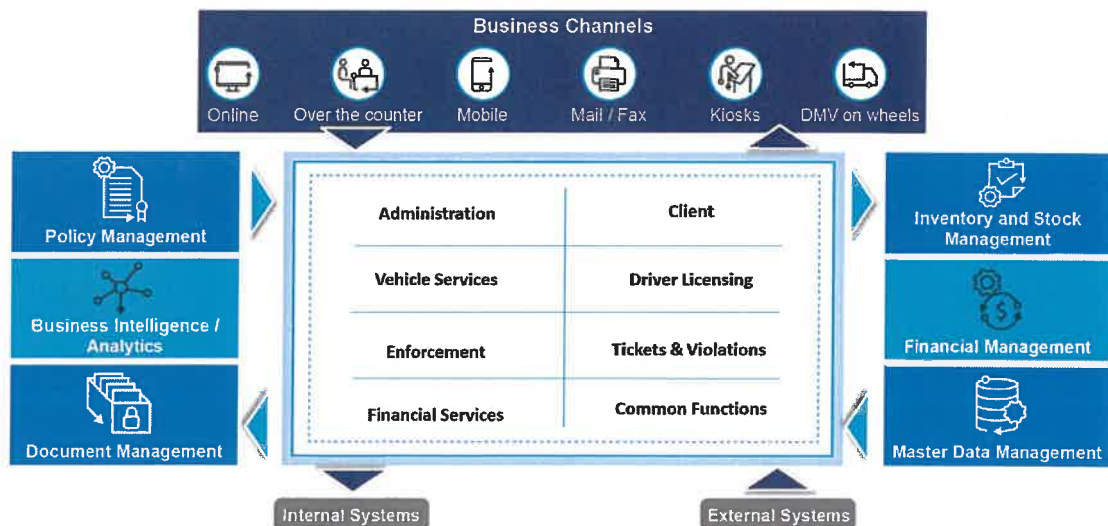 Business Channels
Online
Over the counter
Mobile
Mail / Fax
Kiosks
DMV on wheels
Policy Management
Business Intelligence /
Analytics
Document Management
Administration
Client
Vehicle Services
Driver Licensing
Enforcement
Tickets & Violations
Financial Services
Common Functions
Inventory and Stock
Management
$
Financial Management
Master Data Management
Internal Systems
External Systems